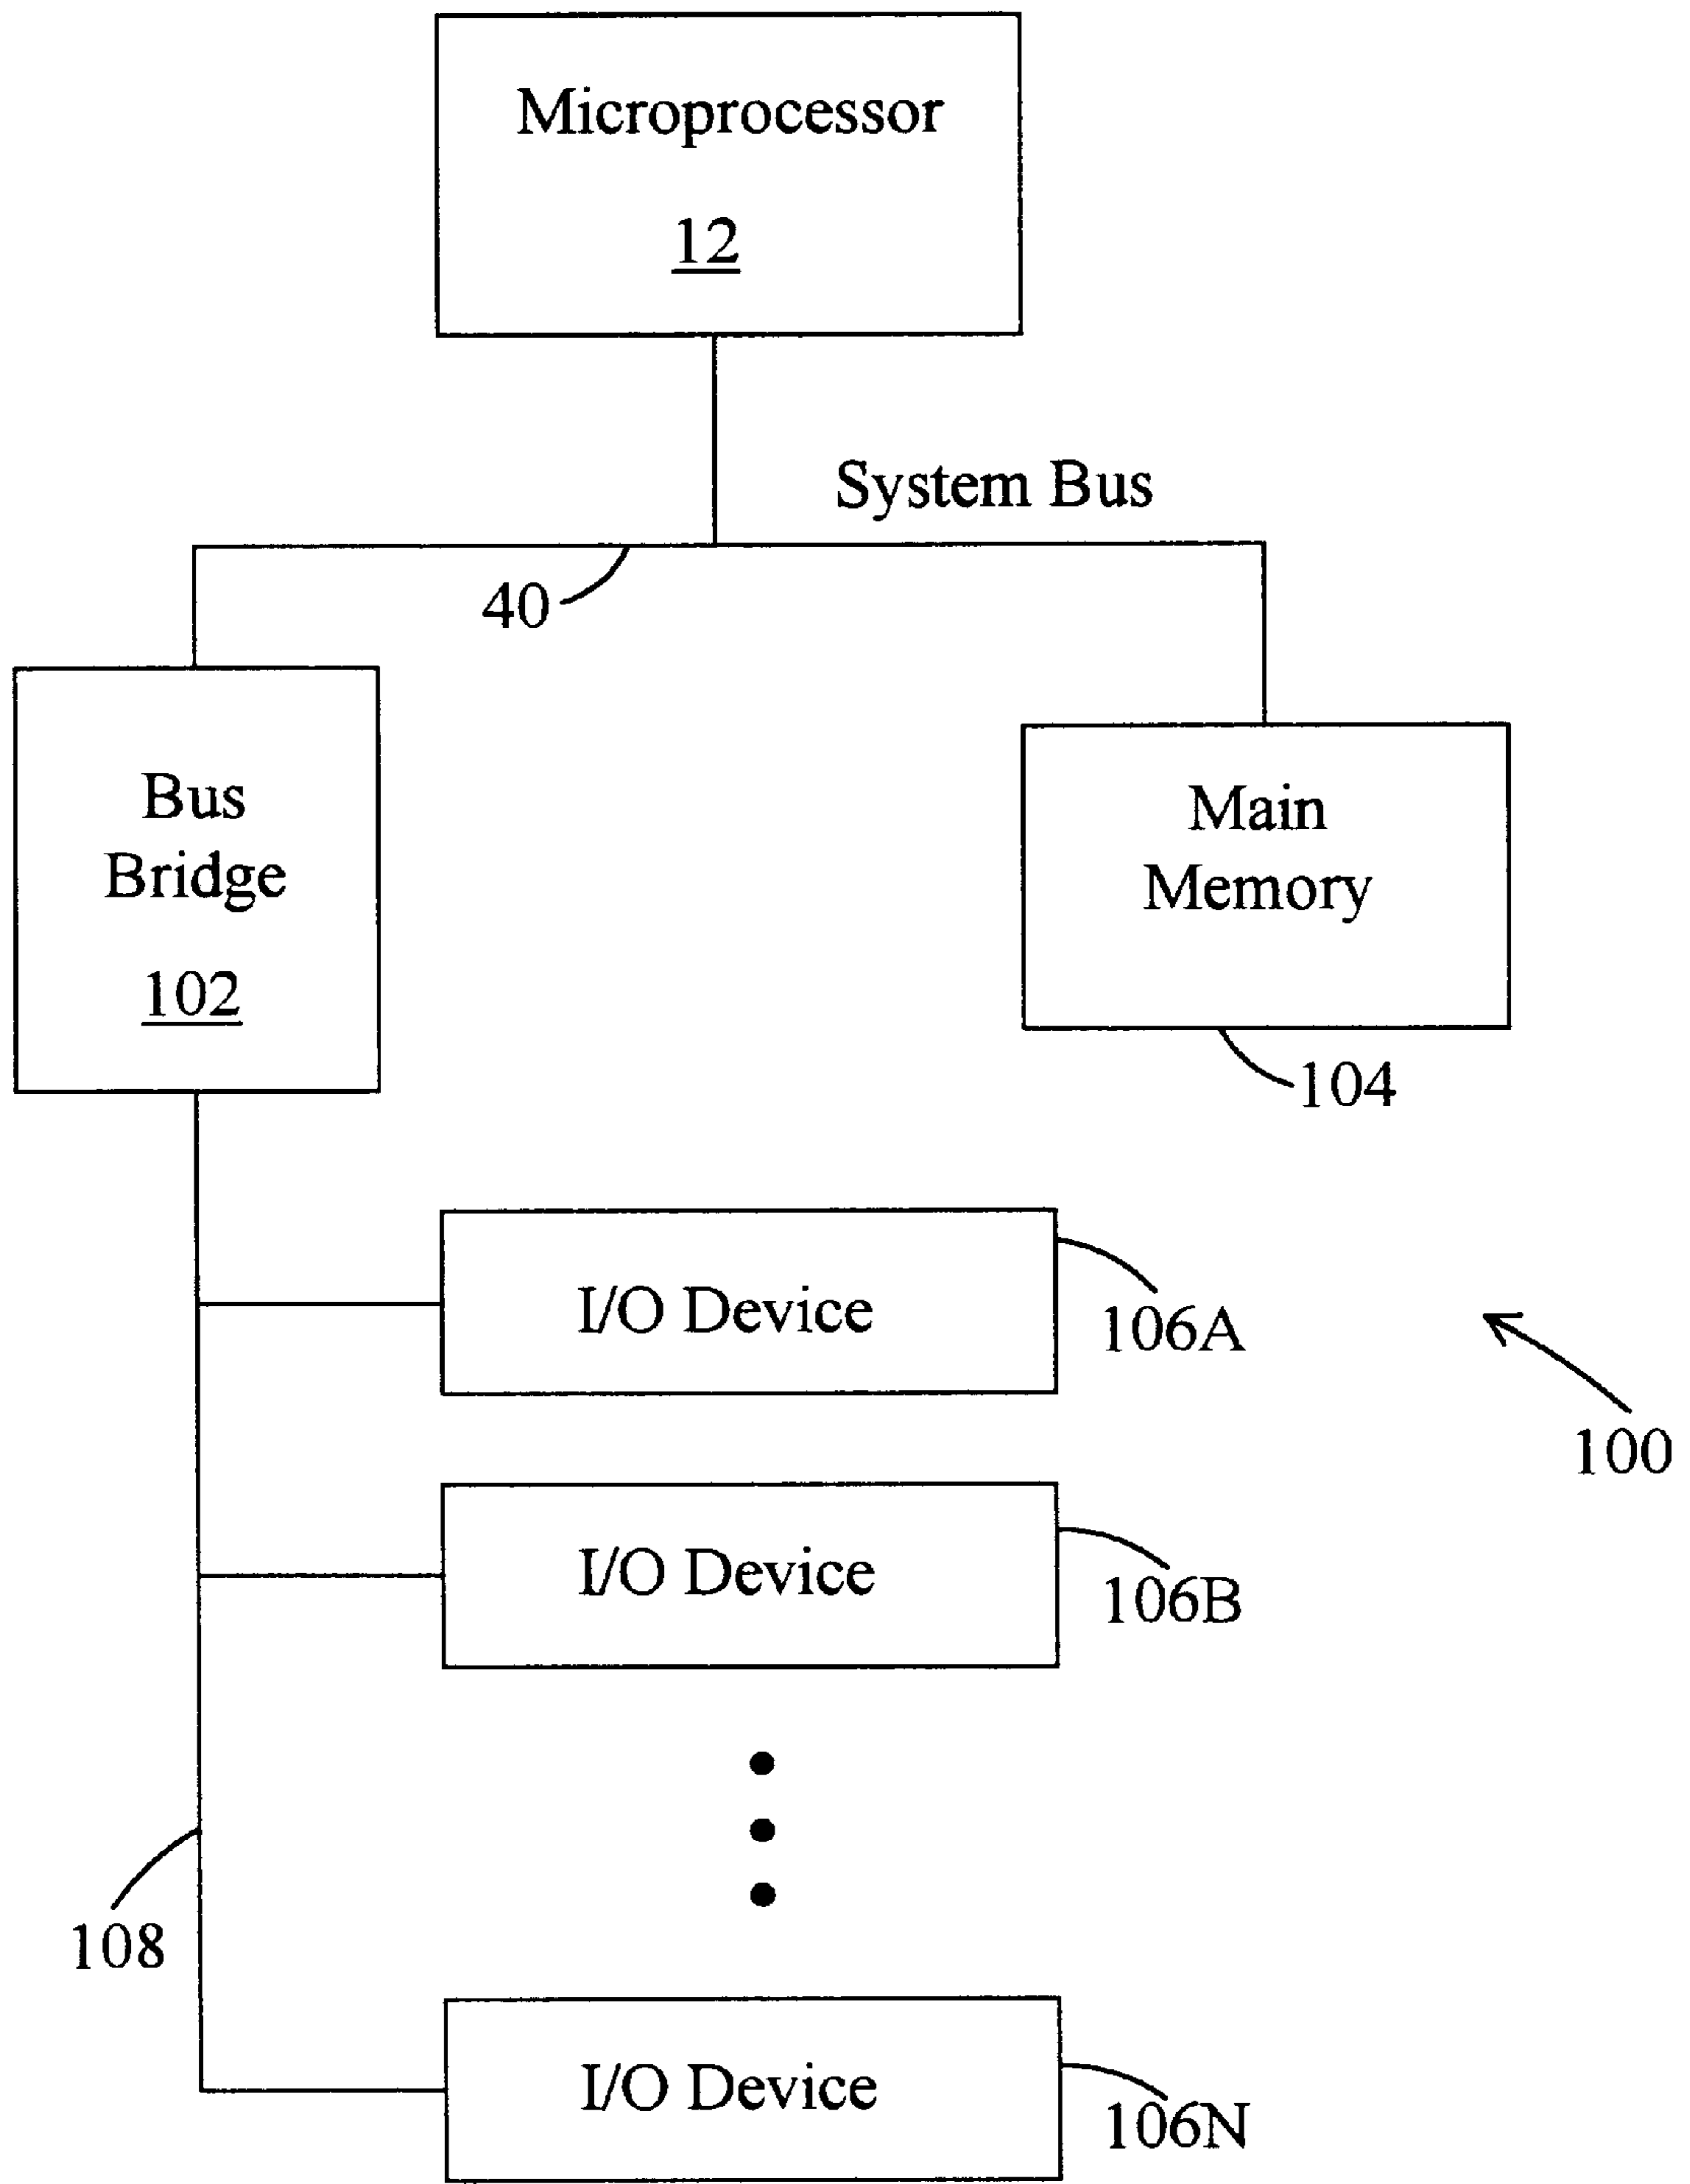 Microprocessor
12
System Bus
40
Bus
Bridge
102
Main
Memory
104
I/O Device
106A
100
I/O Device
106B
108
I/O Device
106N